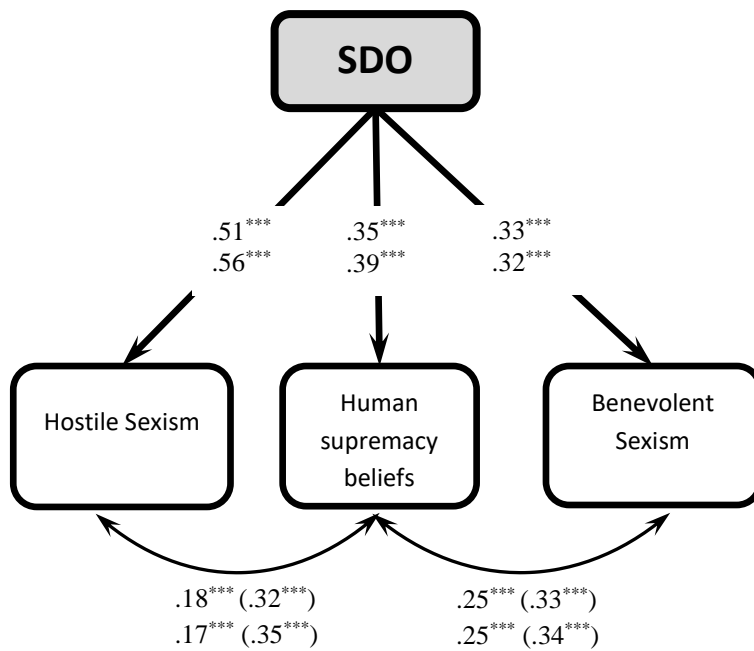 SDO
.51*** .35*** .33***
.56*** .39*** .32***
Hostile Sexism
Human
supremacy
beliefs
Benevolent
Sexism
.18*** (.32***) .25*** (.33***)
.17*** (.35***) .25*** (.34***)